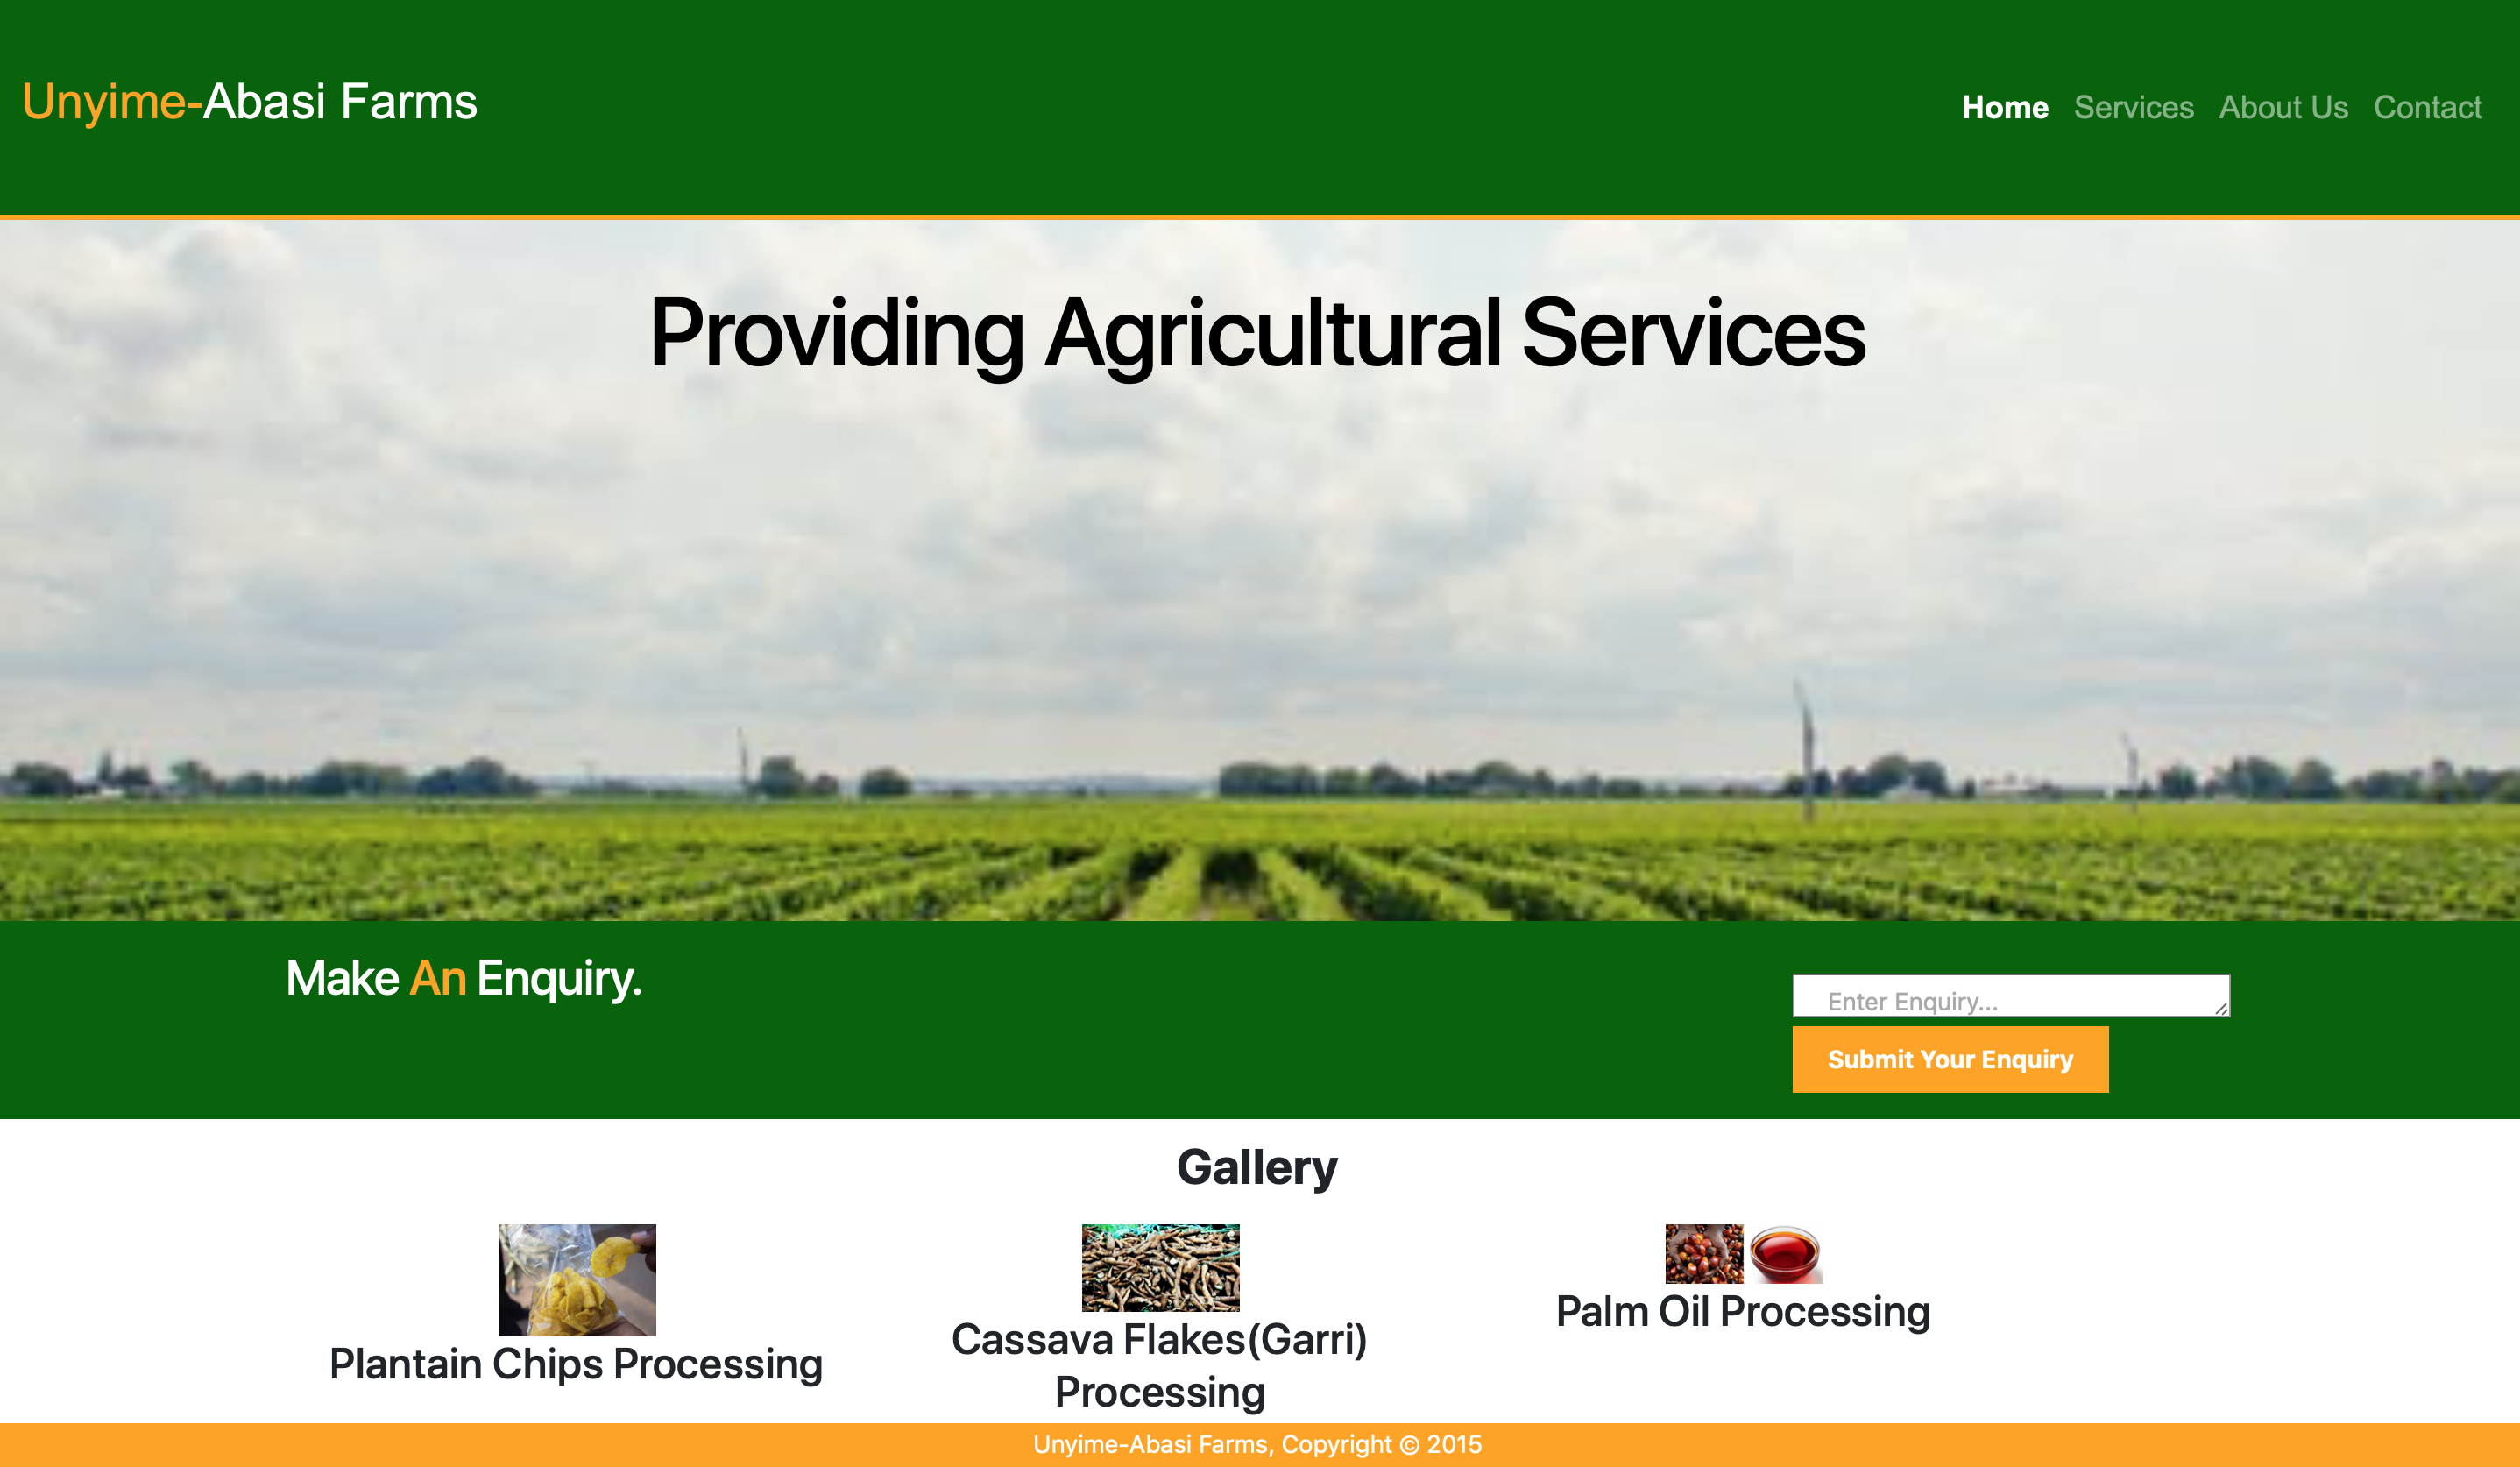 Unyime-Abasi Farms
Home Services About Us Contact
Providing Agricultural Services
Make An Enquiry.
Enter Enquiry...
Submit Your Enquiry
Gallery
Plantain Chips Processing
Cassava Flakes(Garri)
Processing
Palm Oil Processing
Unyime-Abasi Farms, Copyright © 2015